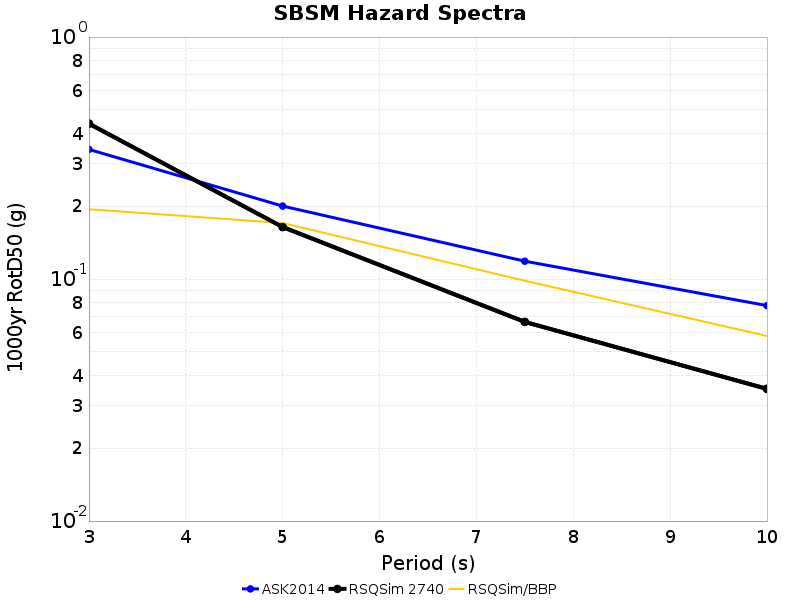 SBSM Hazard Spectra
10^0
8
6
4
3
2
10^-1
8
6
4
3
2
10^-2
1000yr RotD50 (g)
3 4 5 6 7 8 9 10
Period (s)
ASK2014 RSQSim 2740 RSQSim/BBP